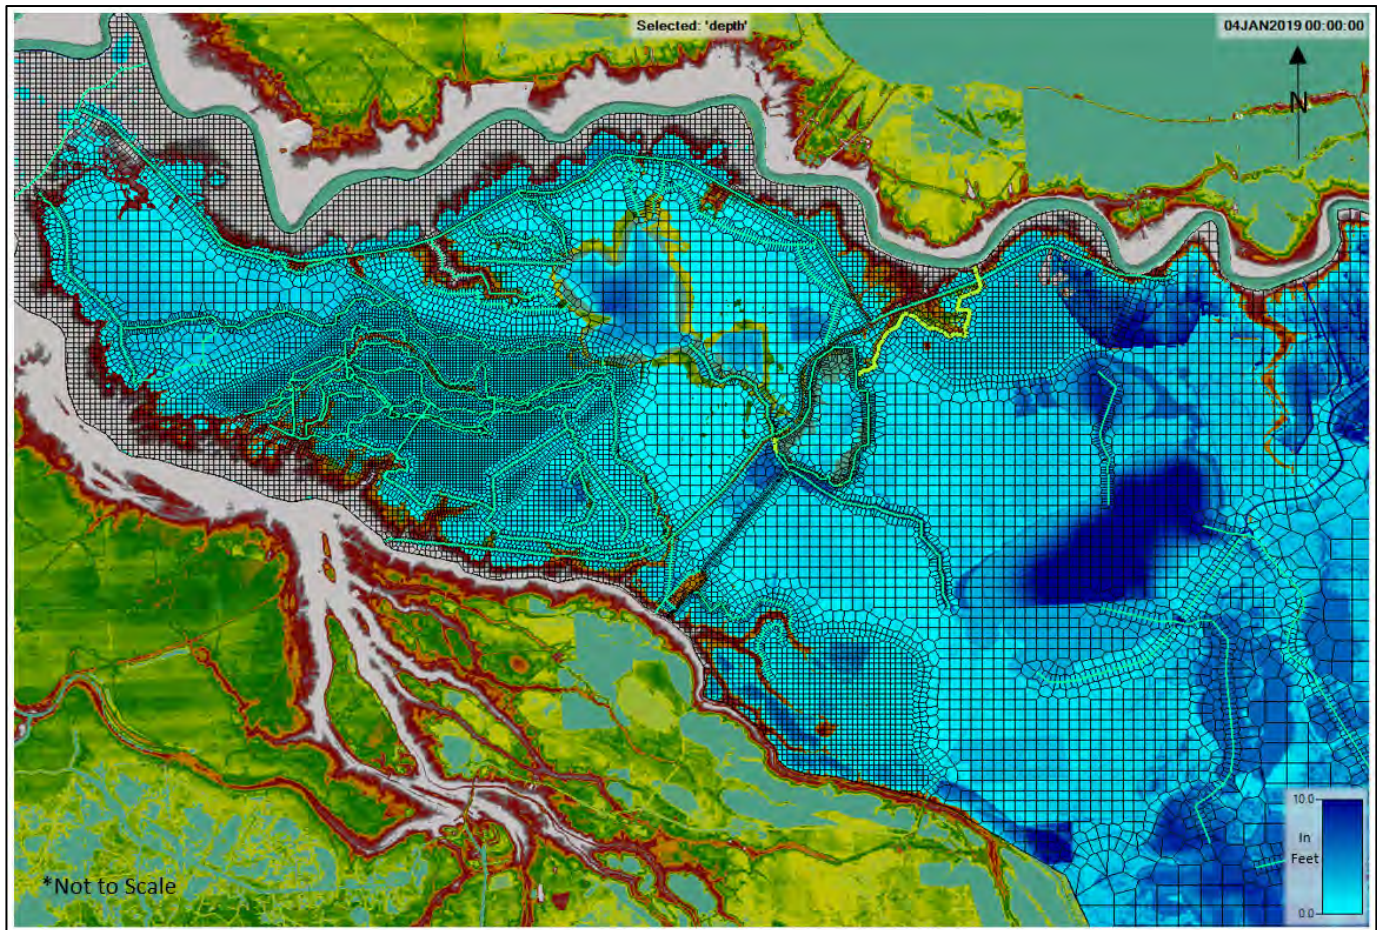 Selected: 'depth'
04JAN2019 00:00:00
N
10.0
In
Feet
0.0
*Not to Scale